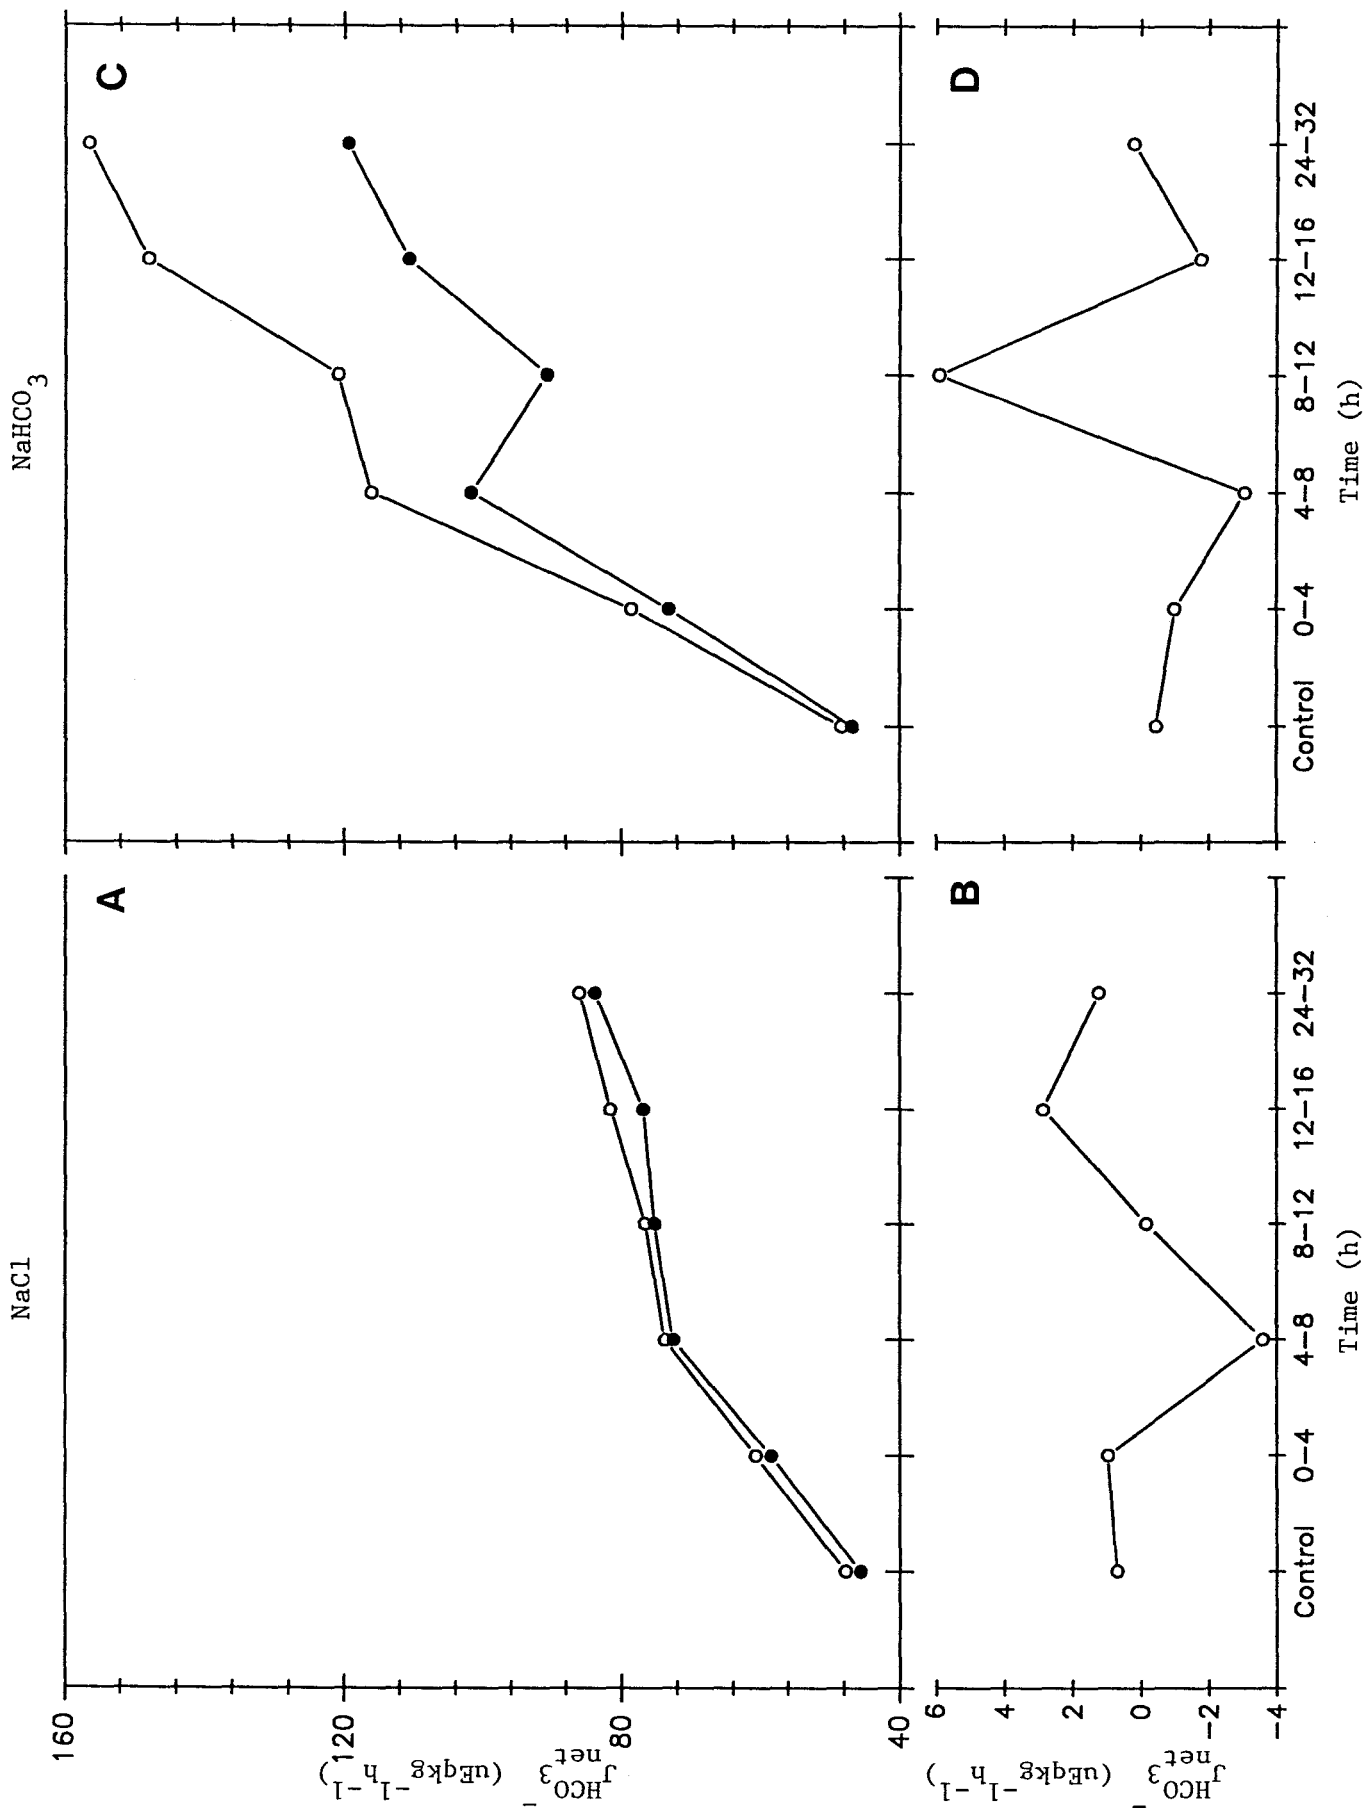 NaCl
NaHCO3
A
C
160
120
80
40
J net HCO3− (uEqkg−1h−1)
B
D
6
4
2
0
−2
−4
J net HCO3− (uEqkg−1h−1)
Control 0−4 4−8 8−12 12−16 24−32
Control 0−4 4−8 8−12 12−16 24−32
Time (h)
Time (h)